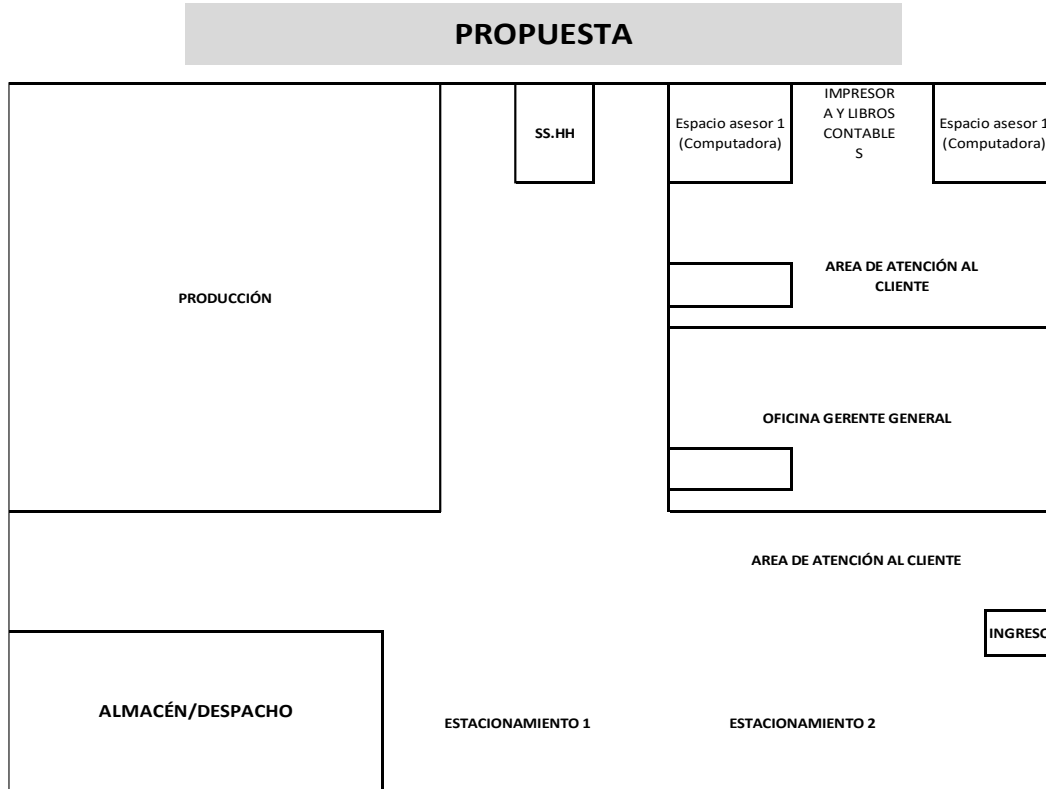 PROPUESTA
SS.HH
Espacio asesor 1
(Computadora)
IMPRESOR
A Y LIBROS
CONTABLE
S
Espacio asesor 1
(Computadora)
AREA DE ATENCIÓN AL
CLIENTE
PRODUCCIÓN
OFICINA GERENTE GENERAL
AREA DE ATENCIÓN AL CLIENTE
INGRESO
ALMACÉN/DESPACHO
ESTACIONAMIENTO 1
ESTACIONAMIENTO 2